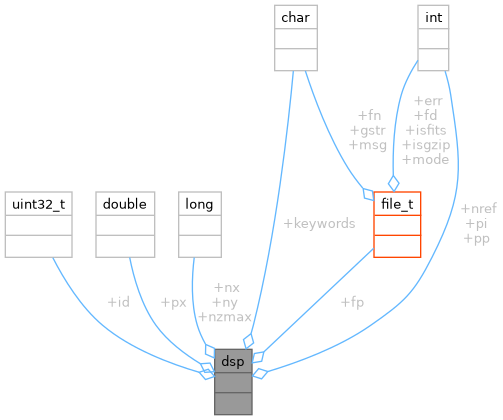 char
int
+fn
+gstr
+msg
+err
+fd
+isfits
+isgzip
+mode
uint32_t
double
long
file_t
+keywords
+nref
+pi
+pp
+id
+px
+nx
+ny
+nzmax
+fp
dsp